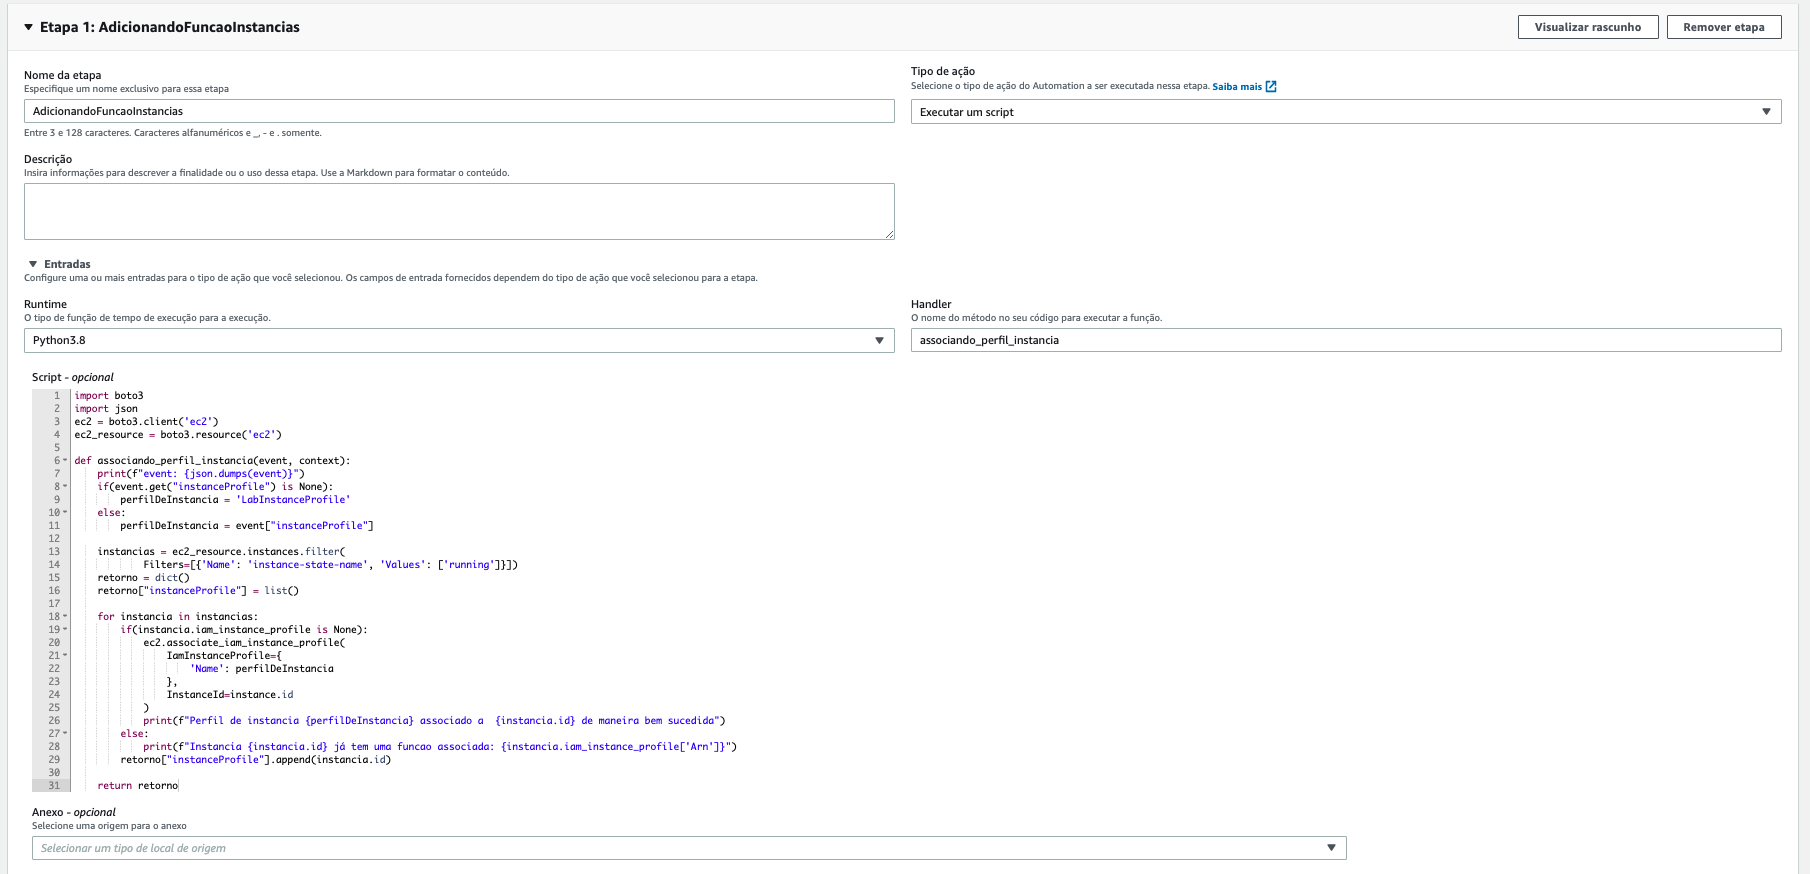 Etapa 1: AdicionandoFuncaoInstancias
Visualizar rascunho
Remover etapa
Nome da etapa
Especifique um nome exclusivo para essa etapa
AdicionandoFuncaoInstancias
Entre 3 e 128 caracteres. Caracteres alfanuméricos e _, - e . somente.
Tipo de ação
Selecione o tipo de ação do Automation a ser executada nessa etapa. Saiba mais
Executar um script
Descrição
Insira informações para descrever a finalidade ou o uso dessa etapa. Use a Markdown para formatar o conteúdo.
Entradas
Configure uma ou mais entradas para o tipo de ação que você selecionou. Os campos de entrada fornecidos dependem do tipo de ação que você selecionou para a etapa.
Runtime
O tipo de função de tempo de execução para a execução.
Python3.8
Handler
O nome do método no seu código para executar a função.
associando_perfil_instancia
Script - opcional
1 import boto3
2 import json
3 ec2 = boto3.client('ec2')
4 ec2_resource = boto3.resource('ec2')
5
6 def associando_perfil_instancia(event, context):
7 print(f"event: {json.dumps(event)}")
8 if(event.get("instanceProfile") is None):
9 perfilDeInstancia = 'LabInstanceProfile'
10 else:
11 perfilDeInstancia = event["instanceProfile"]
12
13 instancias = ec2_resource.instances.filter(
14 Filters=[{'Name': 'instance-state-name', 'Values': ['running']}])
15 retorno = dict()
16 retorno["instanceProfile"] = list()
17
18 for instancia in instancias:
19 if(instancia.iam_instance_profile is None):
20 ec2.associate_iam_instance_profile(
21 IamInstanceProfile={
22 'Name': perfilDeInstancia
23 },
24 InstanceId=instance.id
25 )
26 print(f"Perfil de instancia {perfilDeInstancia} associado a  {instancia.id} de maneira bem sucedida")
27 else:
28 print(f"Instancia {instancia.id} já tem uma funcao associada: {instancia.iam_instance_profile['Arn']}")
29 retorno["instanceProfile"].append(instancia.id)
30
31 return retorno
Anexo - opcional
Selecione uma origem para o anexo
Selecionar um tipo de local de origem